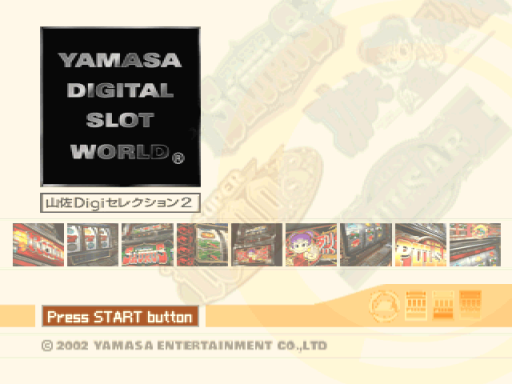 YAMASA
DIGITAL
SLOT
WORLD®
山佐Digiセレクション2
Press START button
© 2002 YAMASA ENTERTAINMENT CO.,LTD